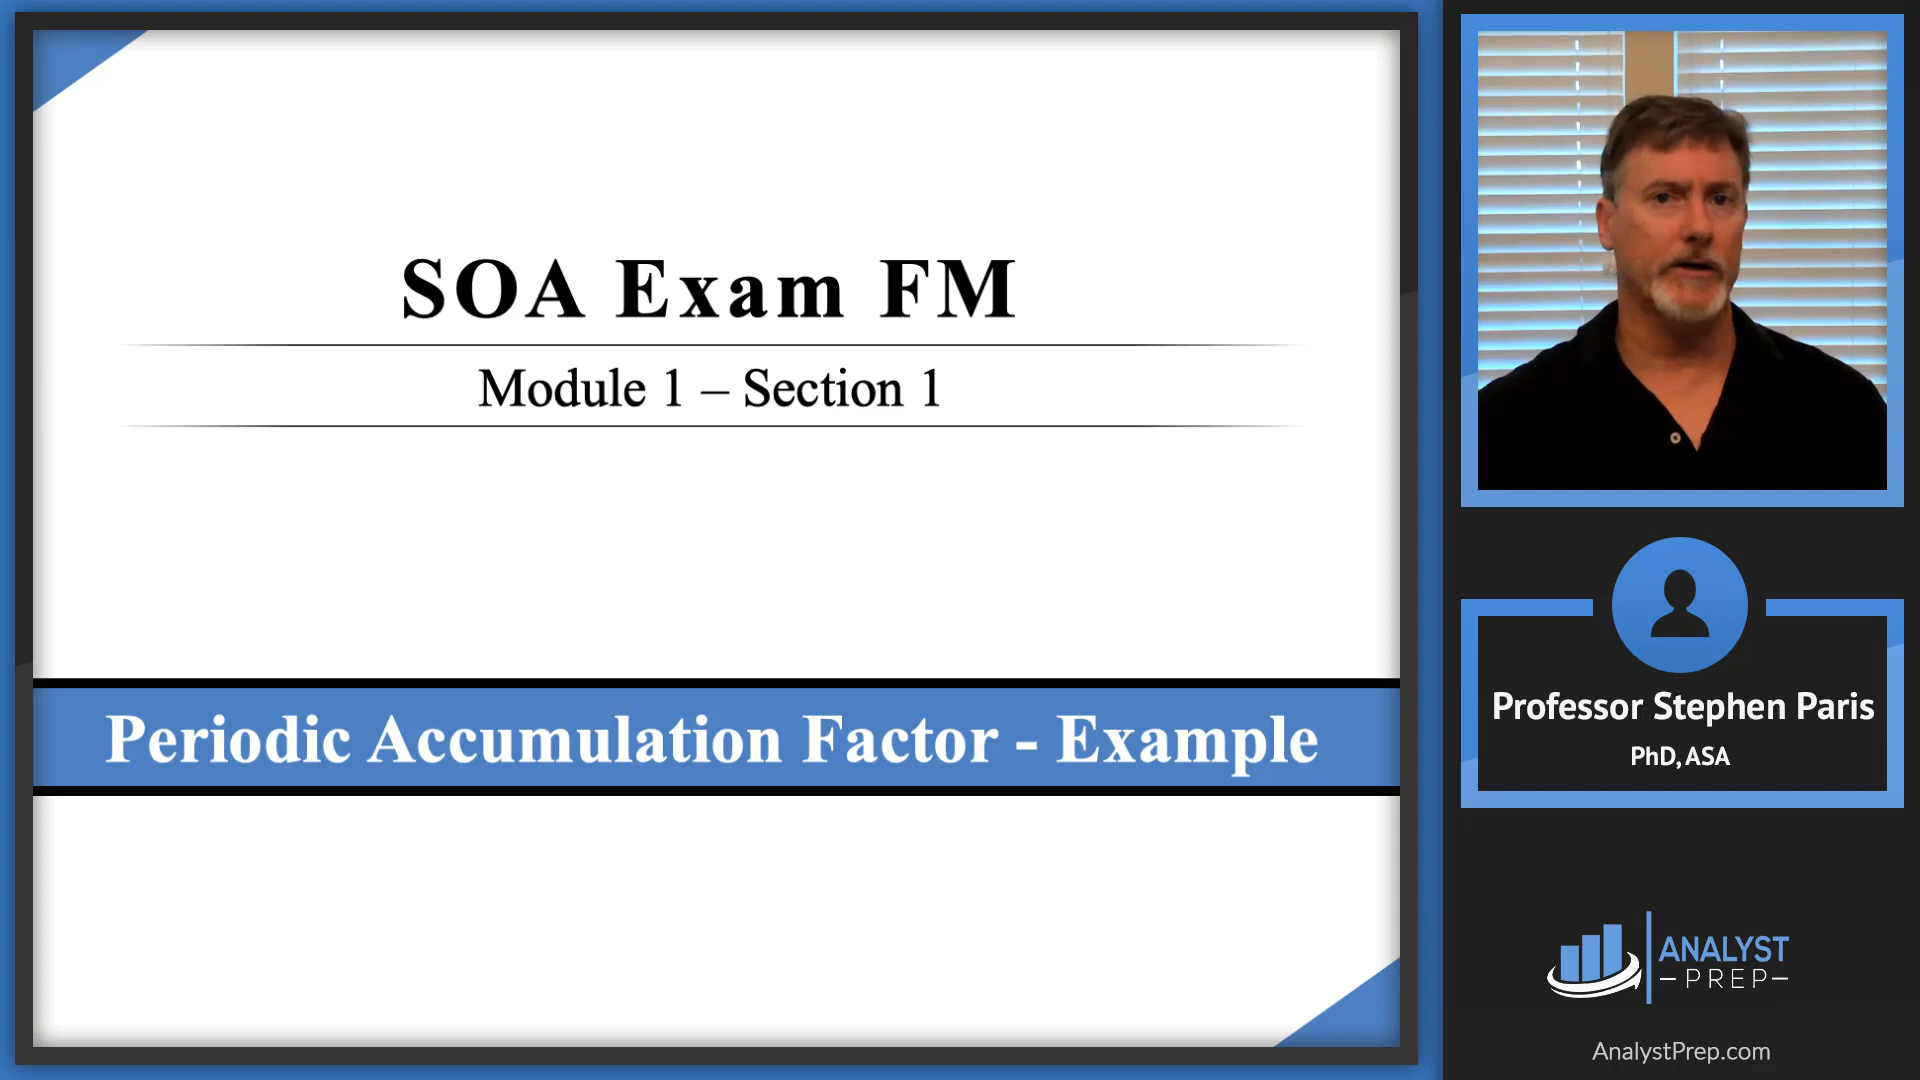 SOA Exam FM
Module 1 – Section 1
Periodic Accumulation Factor - Example
Professor Stephen Paris
PhD, ASA
ANALYST
PREP
AnalystPrep.com